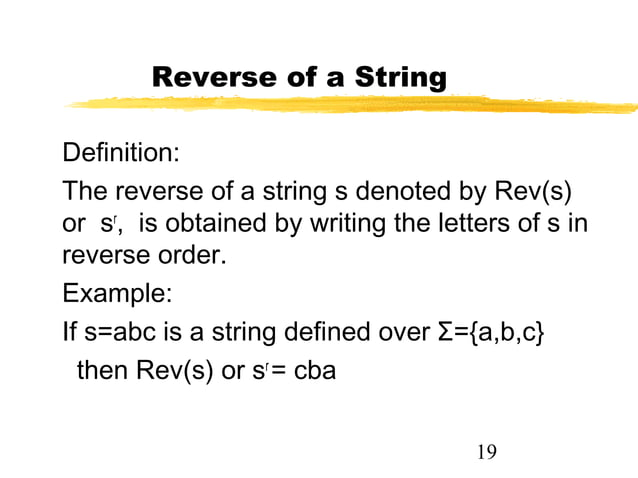 Reverse of a String
Definition:
The reverse of a string s denoted by Rev(s)
or sʳ, is obtained by writing the letters of s in
reverse order.
Example:
If s=abc is a string defined over Σ={a,b,c}
then Rev(s) or sʳ = cba
19